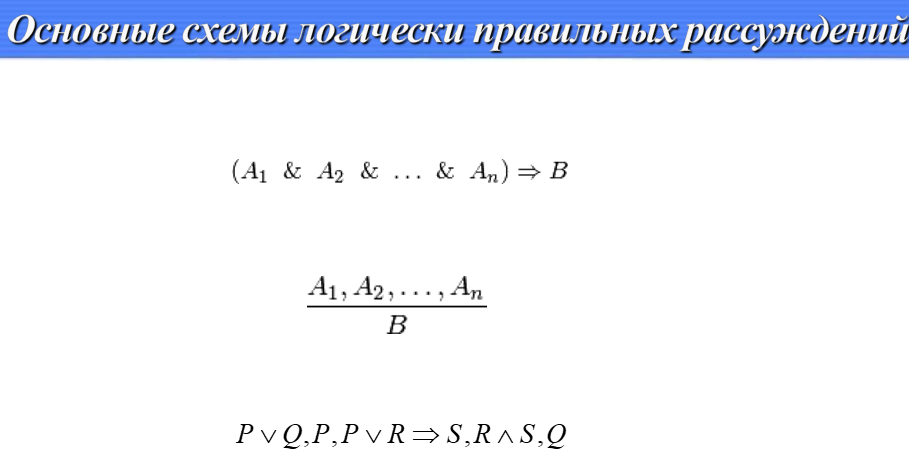 Основные схемы логически правильных рассуждений
(A₁ & A₂ & … & Aₙ) ⇒ B
A₁, A₂, …, Aₙ
B
P ∨ Q, P, P ∨ R ⇒ S, R ∧ S, Q